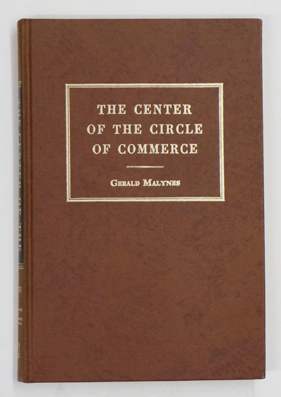 THE CENTER
OF THE CIRCLE
OF COMMERCE
GERALD MALYNES